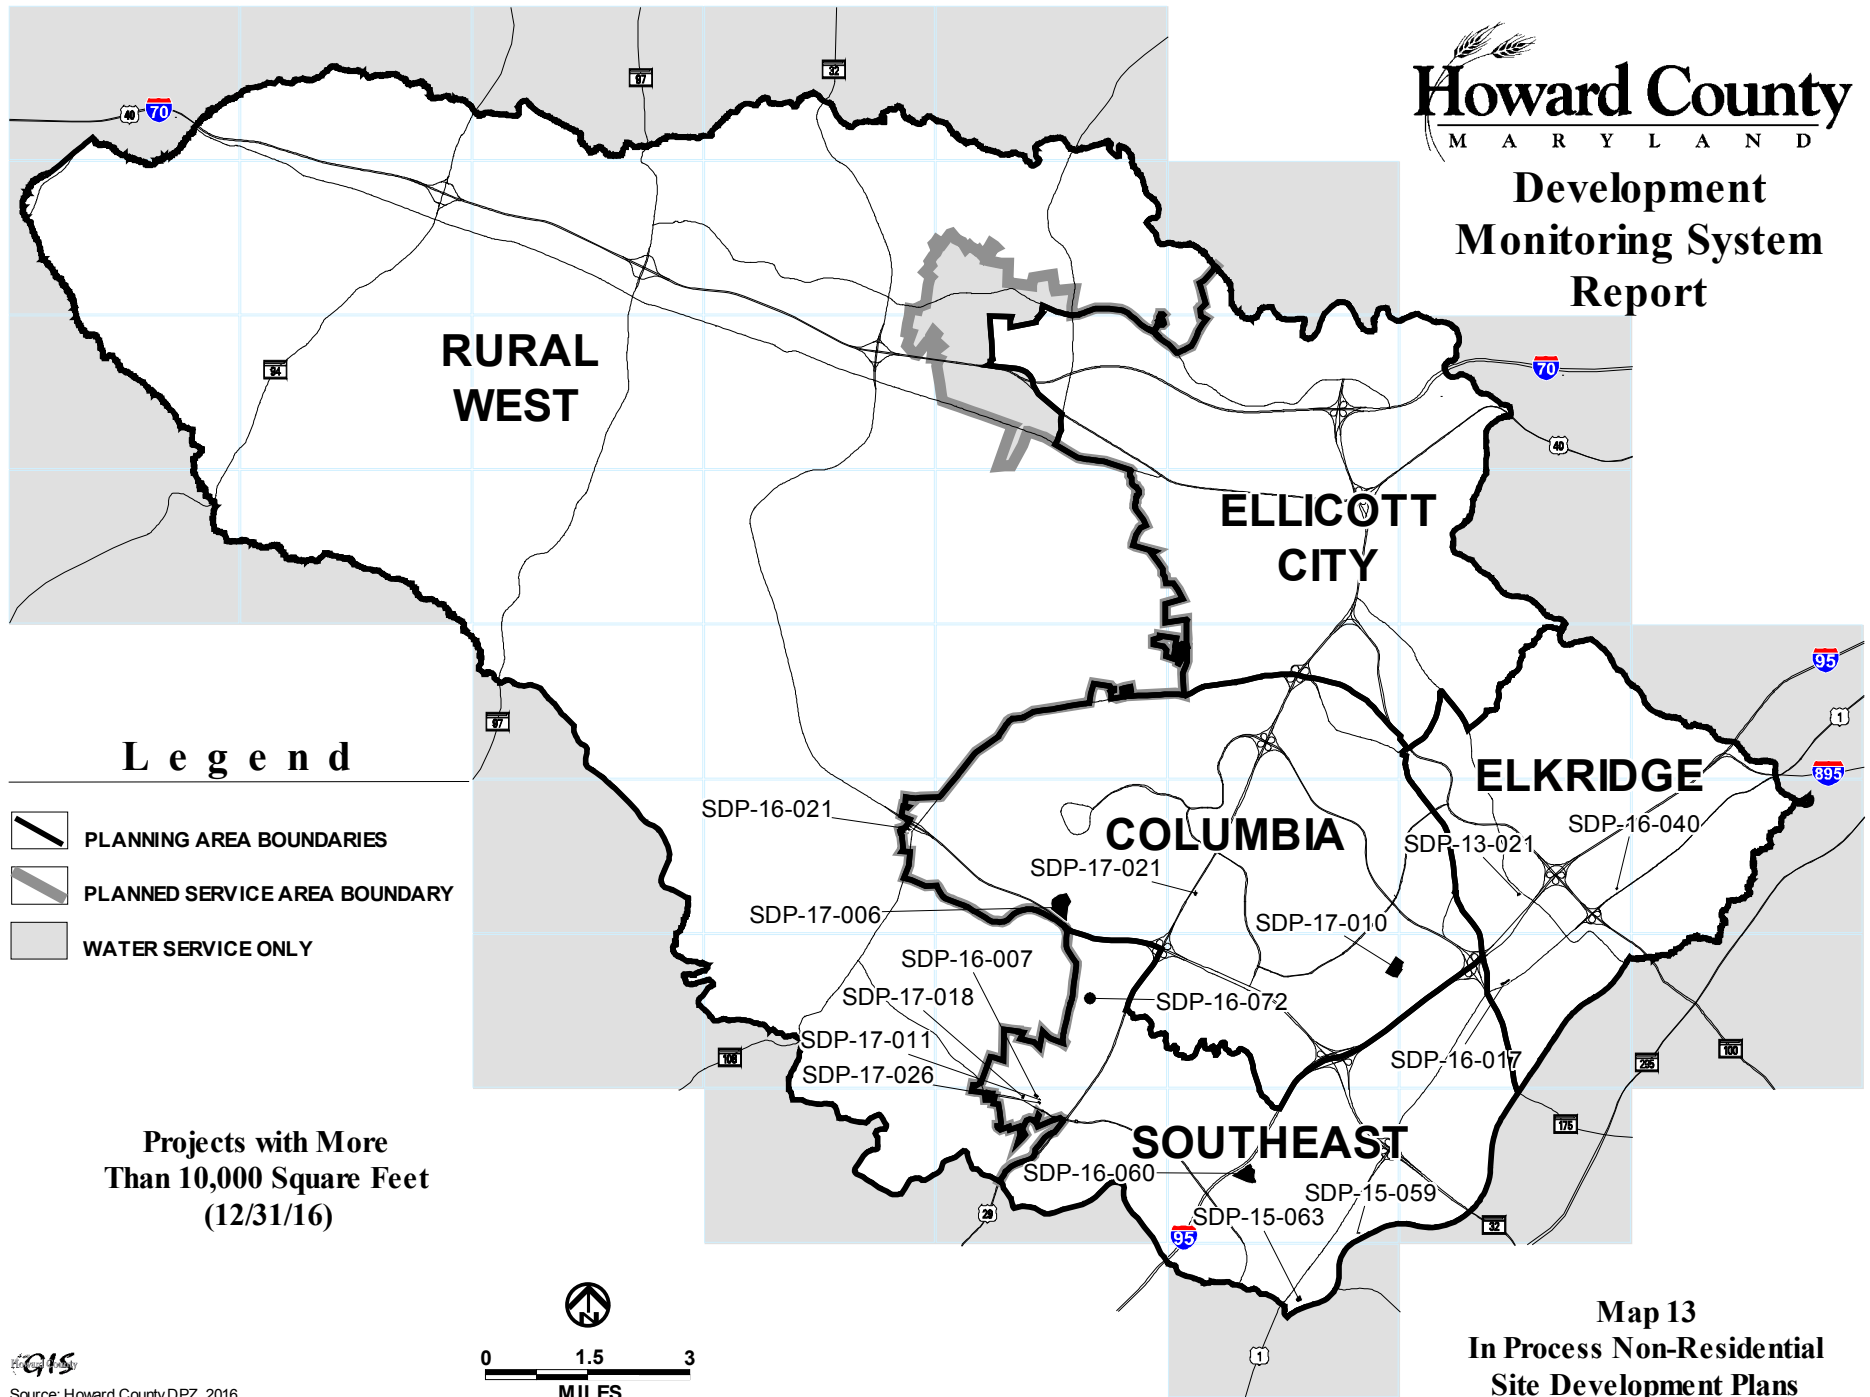 Howard County
MARYLAND
Development
Monitoring System
Report
40
70
97
32
RURAL
WEST
94
70
40
ELLICOTT
CITY
95
1
895
97
Legend
PLANNING AREA BOUNDARIES
PLANNED SERVICE AREA BOUNDARY
WATER SERVICE ONLY
ELKRIDGE
COLUMBIA
SDP-16-021
SDP-16-040
SDP-13-021
SDP-17-021
SDP-17-006
SDP-17-010
SDP-16-007
SDP-17-018
SDP-16-072
SDP-17-011
SDP-17-026
SDP-16-017
108
295
100
175
SOUTHEAST
SDP-16-060
SDP-15-059
SDP-15-063
29
95
32
1
Projects with More
Than 10,000 Square Feet
(12/31/16)
N
0 1.5 3
MILES
Howard County
GIS
Source: Howard County DPZ, 2016
Map 13
In Process Non-Residential
Site Development Plans